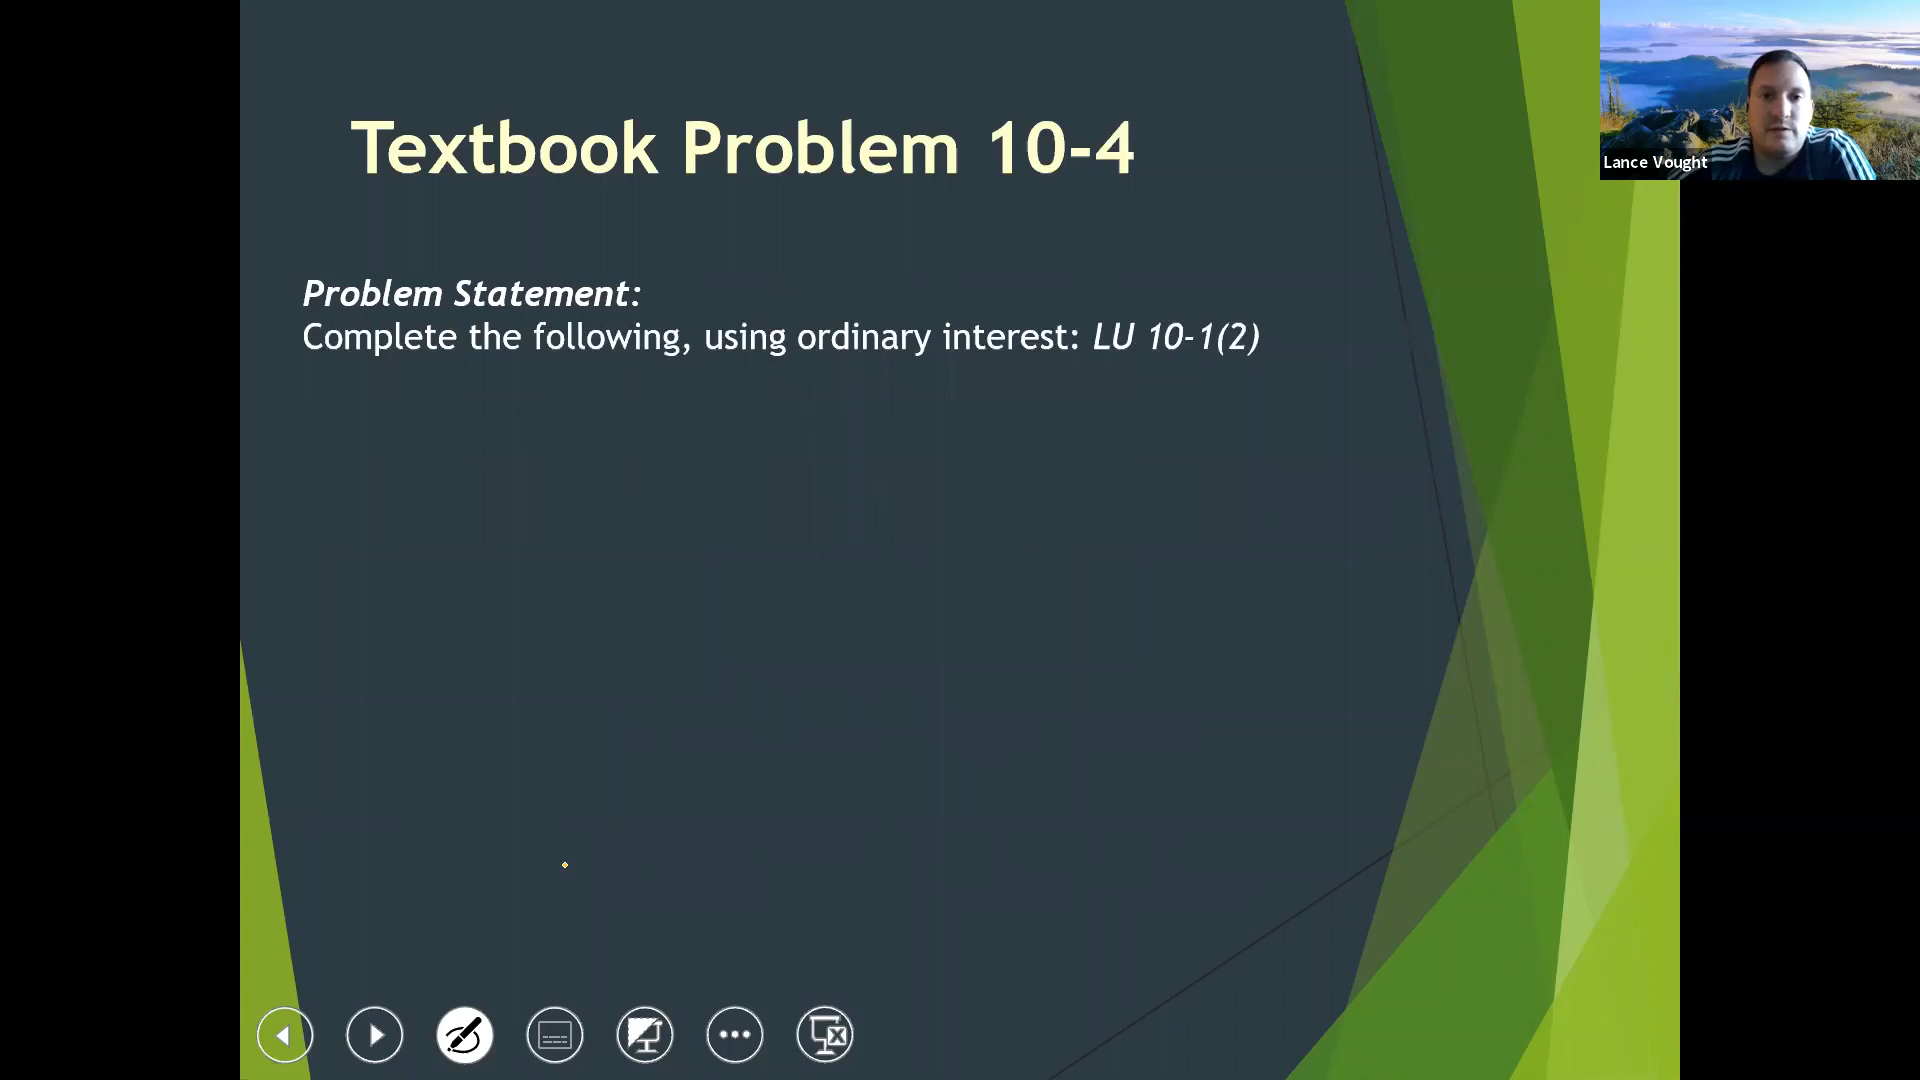 Textbook Problem 10-4
Lance Vought
Problem Statement:
Complete the following, using ordinary interest: LU 10-1(2)